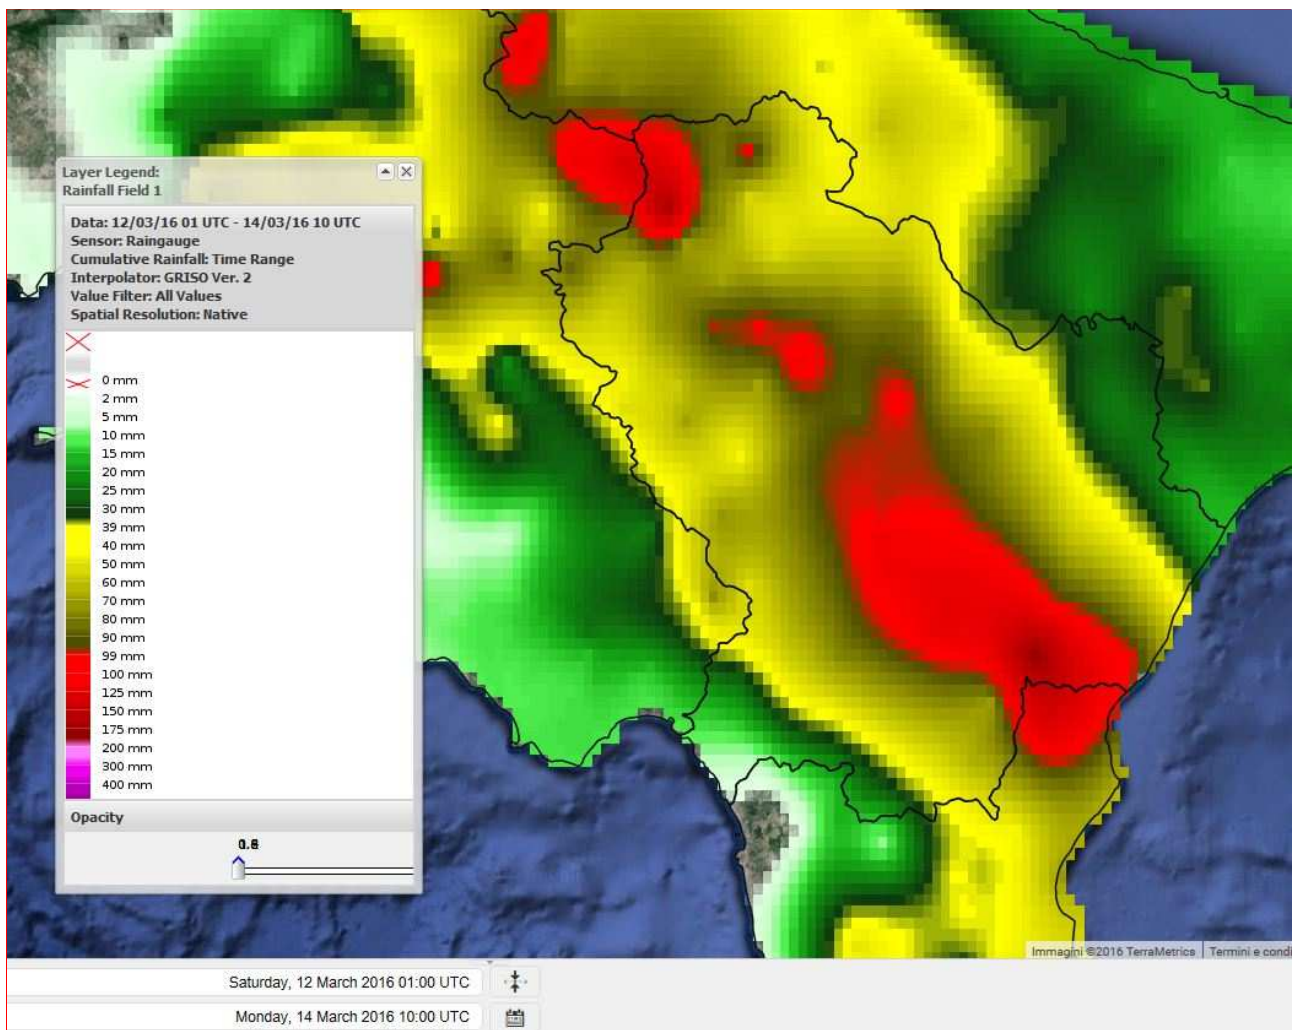 Layer Legend:
Rainfall Field 1
Data: 12/03/16 01 UTC - 14/03/16 10 UTC
Sensor: Raingauge
Cumulative Rainfall: Time Range
Interpolator: GRISO Ver. 2
Value Filter: All Values
Spatial Resolution: Native
0 mm
2 mm
5 mm
10 mm
15 mm
20 mm
25 mm
30 mm
39 mm
40 mm
50 mm
60 mm
70 mm
80 mm
90 mm
99 mm
100 mm
125 mm
150 mm
175 mm
200 mm
300 mm
400 mm
Opacity
Immagini ©2016 TerraMetrics | Termini e condi
Saturday, 12 March 2016 01:00 UTC
Monday, 14 March 2016 10:00 UTC